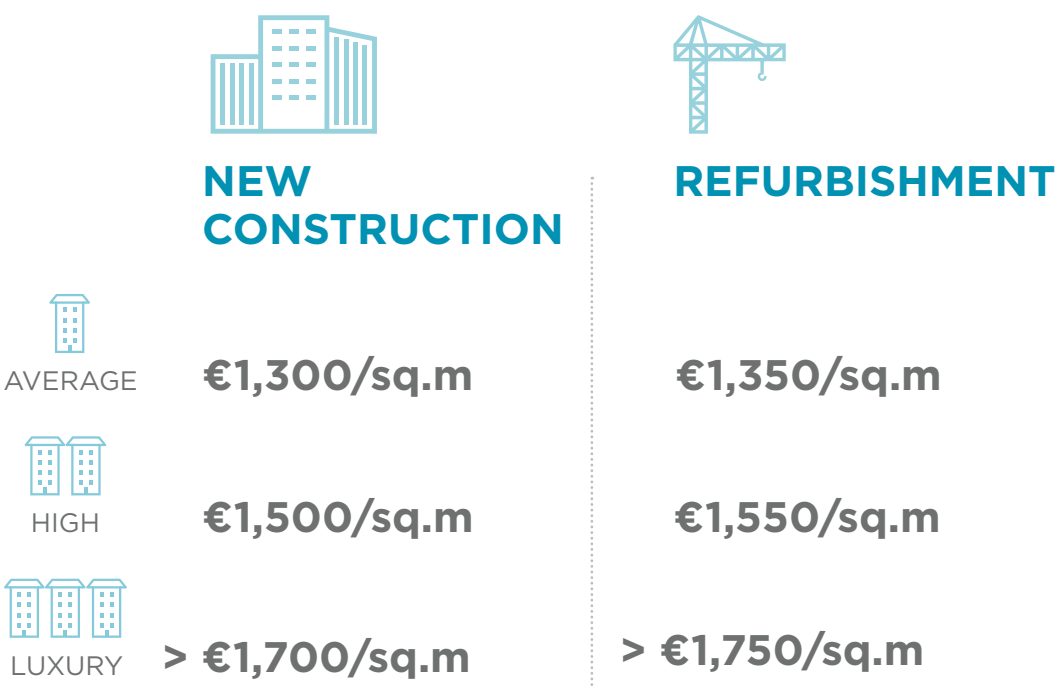 NEW
CONSTRUCTION
REFURBISHMENT
AVERAGE
€1,300/sq.m
€1,350/sq.m
HIGH
€1,500/sq.m
€1,550/sq.m
LUXURY
> €1,700/sq.m
> €1,750/sq.m